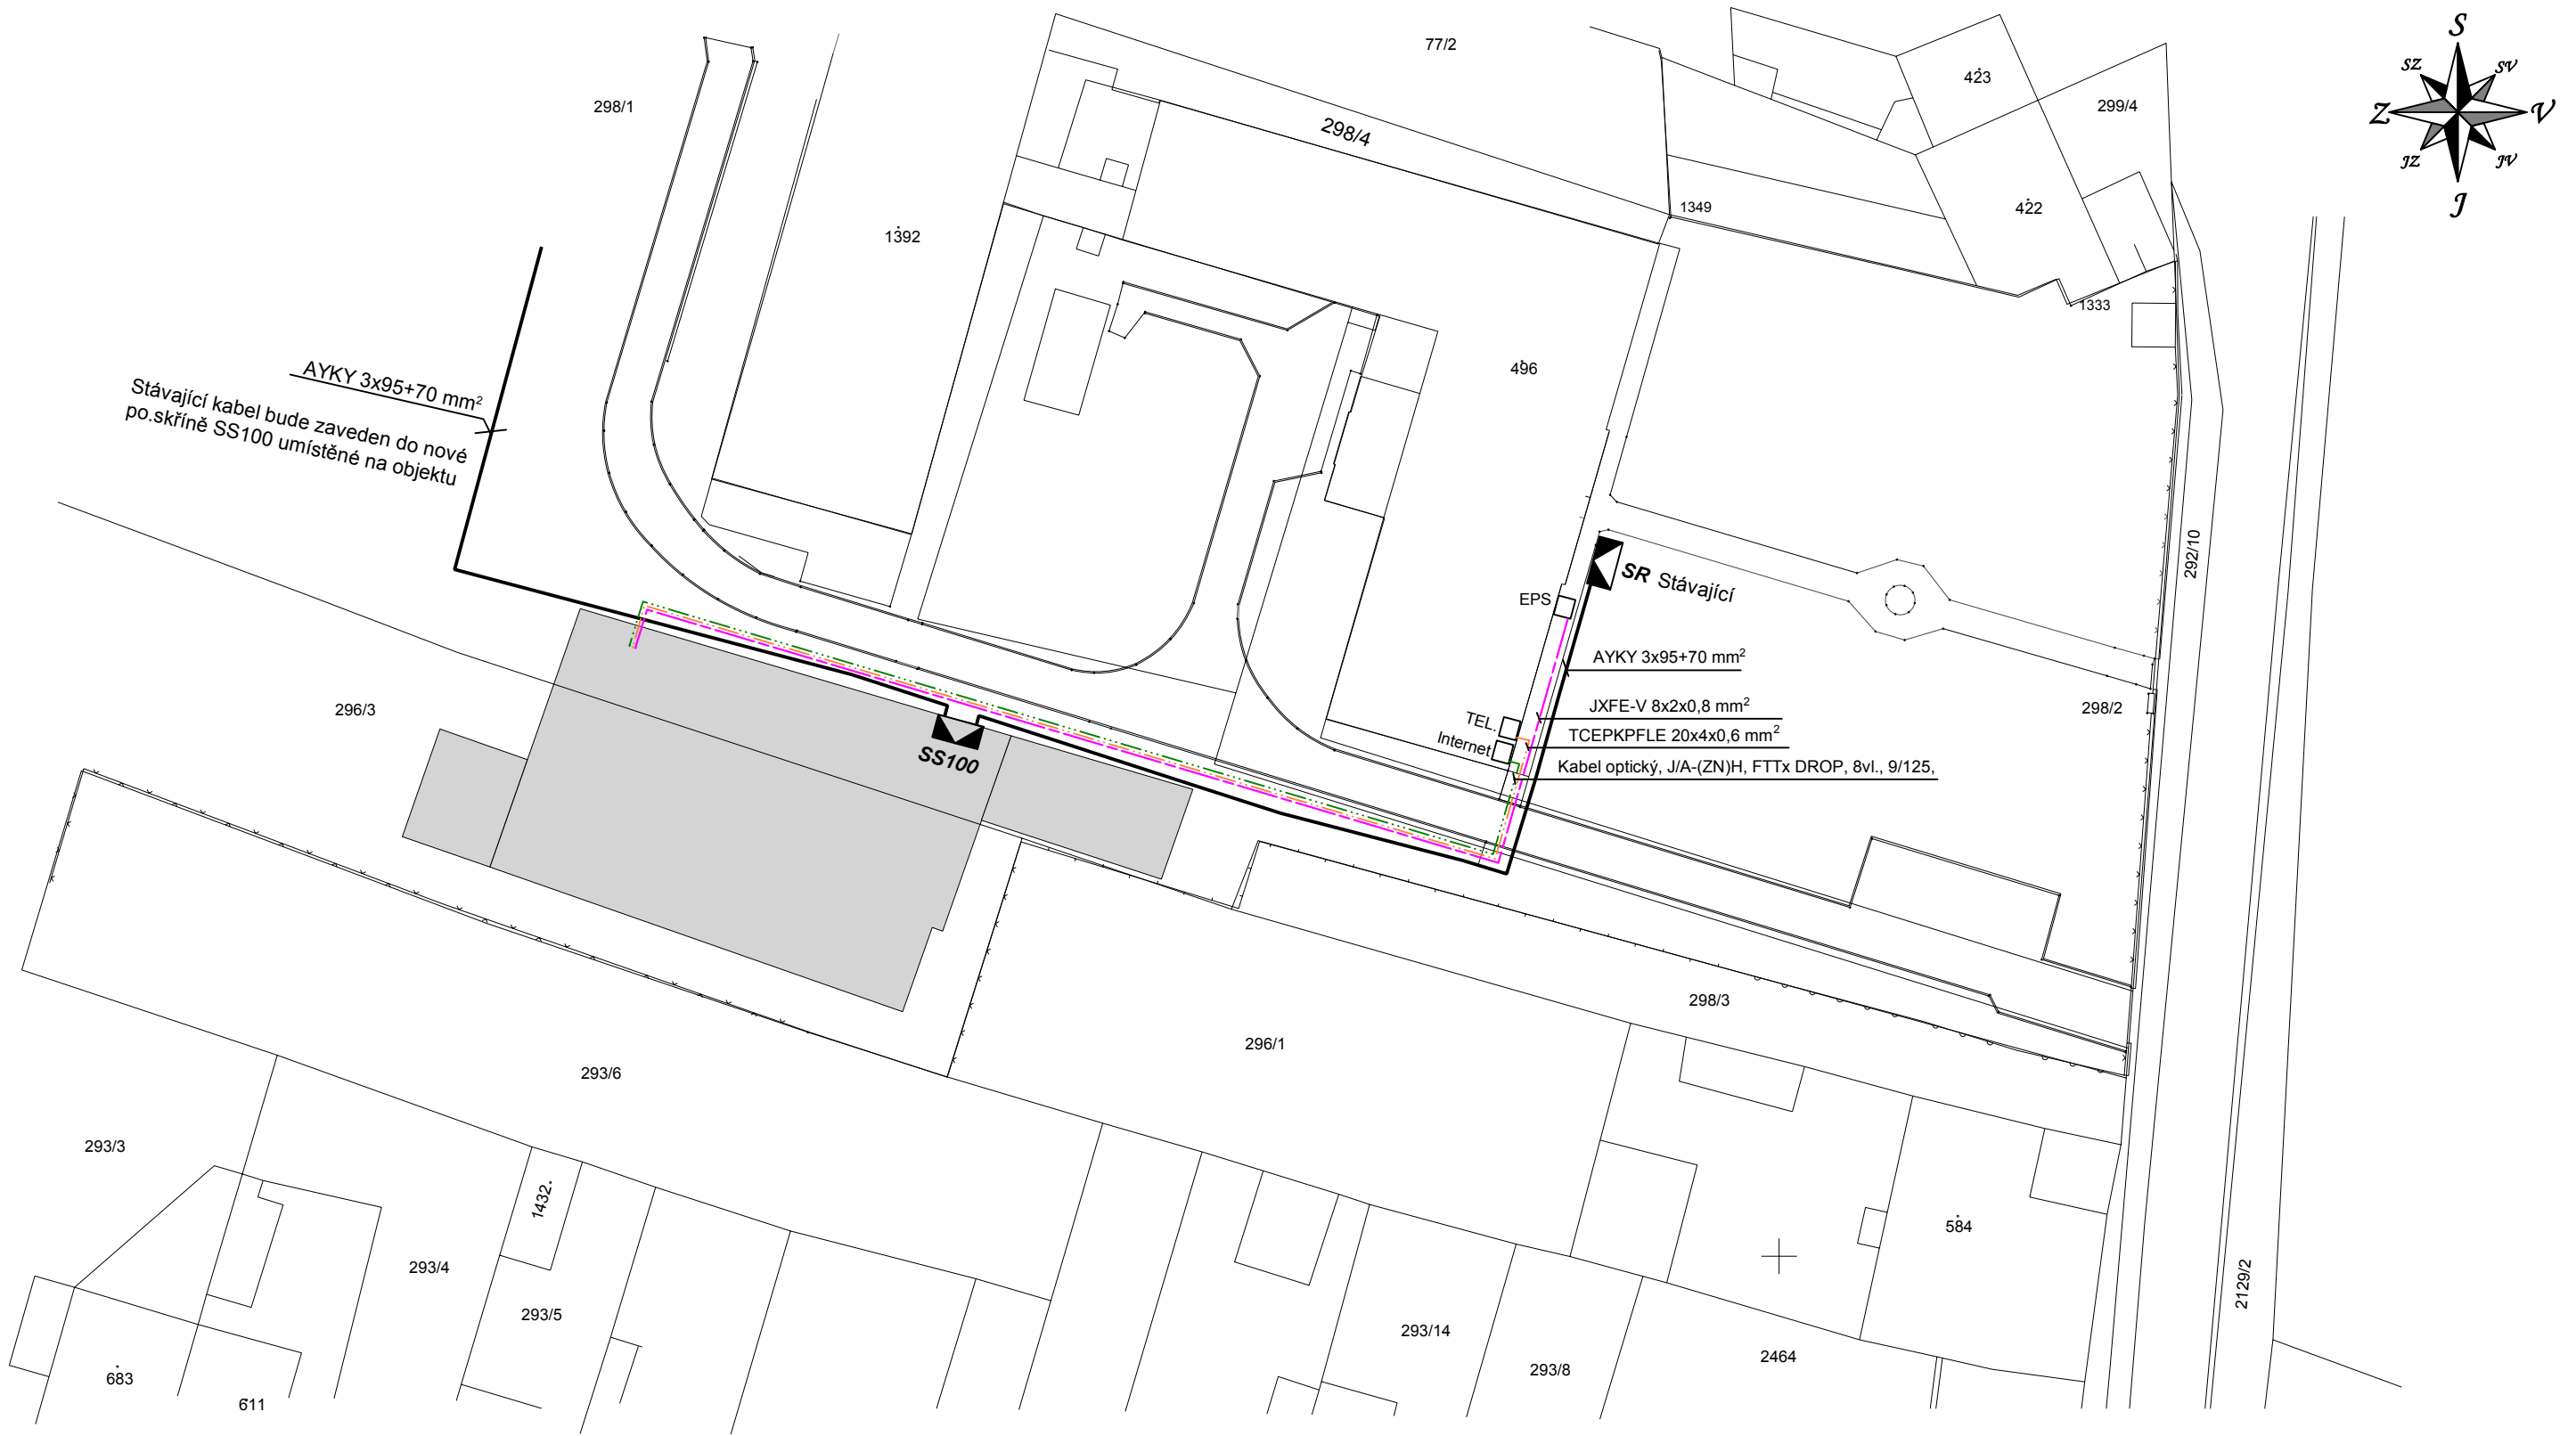 S
SZ
SV
Z
V
JZ
JV
J
77/2
423
299/4
298/1
298/4
1349
422
1392
1333
496
AYKY 3x95+70 mm²
Stávající kabel bude zaveden do nové
po.skříně SS100 umístěné na objektu
292/10
SR Stávající
EPS
AYKY 3x95+70 mm²
296/3
298/2
JXFE-V 8x2x0,8 mm²
TEL.
TCEPKPFLE 20x4x0,6 mm²
Internet
Kabel optický, J/A-(ZN)H, FTTx DROP, 8vl., 9/125,
SS100
298/3
296/1
293/6
293/3
1432
584
293/4
2129/2
293/5
293/14
2464
293/8
683
611